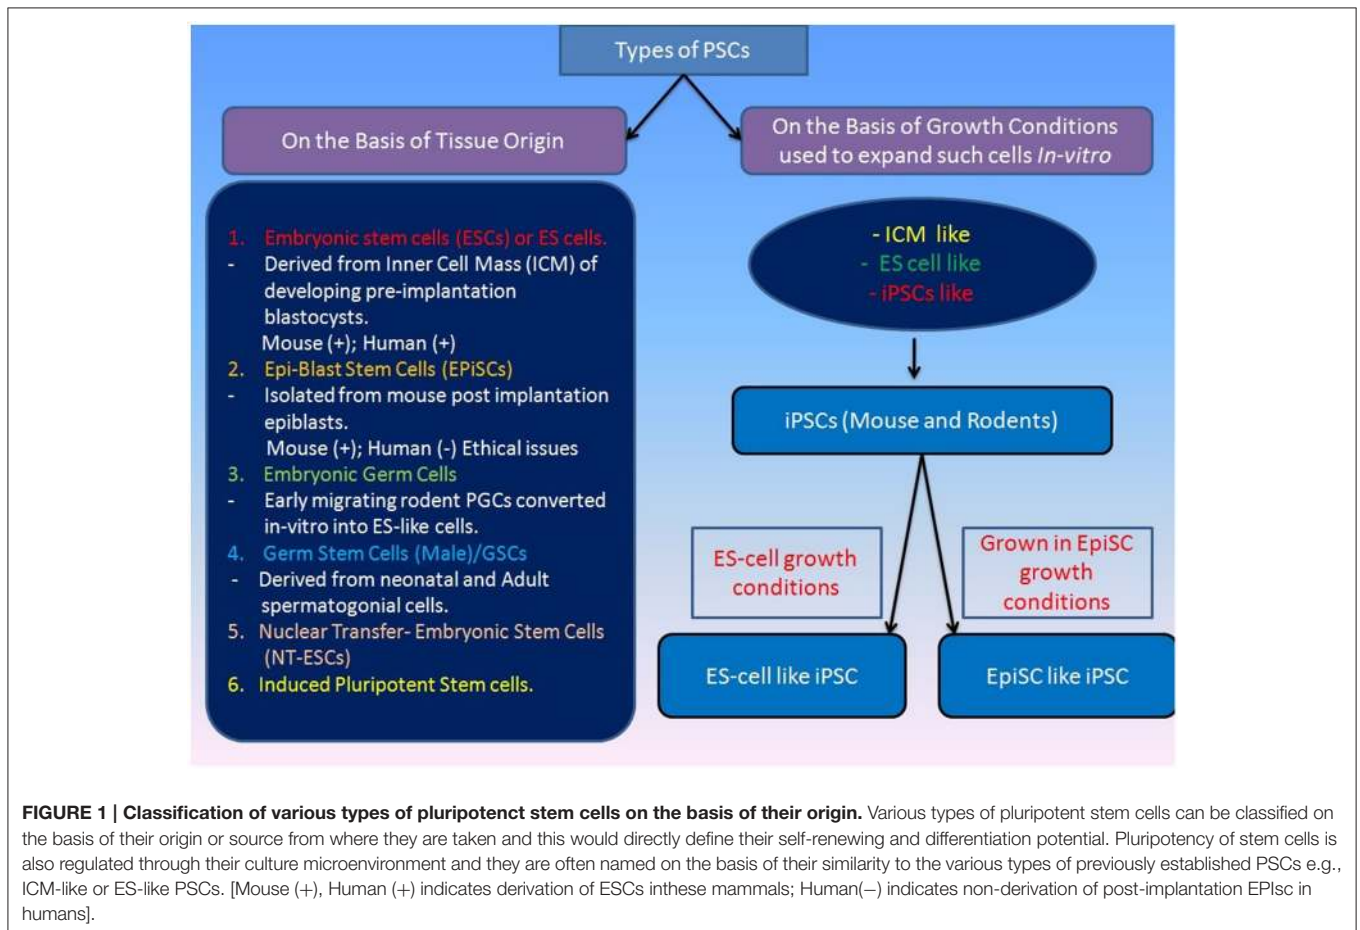 Types of PSCs
On the Basis of Tissue Origin
On the Basis of Growth Conditions
used to expand such cells In-vitro
1. Embryonic stem cells (ESCs) or ES cells.
- Derived from Inner Cell Mass (ICM) of
developing pre-implantation
blastocysts.
Mouse (+); Human (+)
2. Epi-Blast Stem Cells (EPiSCs)
- Isolated from mouse post implantation
epiblasts.
Mouse (+); Human (-) Ethical issues
3. Embryonic Germ Cells
- Early migrating rodent PGCs converted
in-vitro into ES-like cells.
4. Germ Stem Cells (Male)/GSCs
- Derived from neonatal and Adult
spermatogonial cells.
5. Nuclear Transfer- Embryonic Stem Cells
(NT-ESCs)
6. Induced Pluripotent Stem cells.
- ICM like
- ES cell like
- iPSCs like
iPSCs (Mouse and Rodents)
ES-cell growth
conditions
Grown in EpiSC
growth
conditions
ES-cell like iPSC
EpiSC like iPSC
FIGURE 1 | Classification of various types of pluripotenct stem cells on the basis of their origin. Various types of pluripotent stem cells can be classified on
the basis of their origin or source from where they are taken and this would directly define their self-renewing and differentiation potential. Pluripotency of stem cells is
also regulated through their culture microenvironment and they are often named on the basis of their similarity to the various types of previously established PSCs e.g.,
ICM-like or ES-like PSCs. [Mouse (+), Human (+) indicates derivation of ESCs inthese mammals; Human(−) indicates non-derivation of post-implantation EPIsc in
humans].